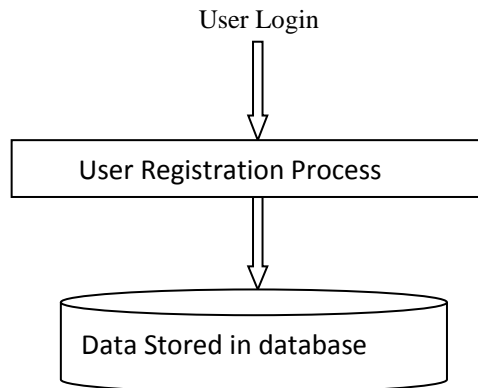 User Login
User Registration Process
Data Stored in database